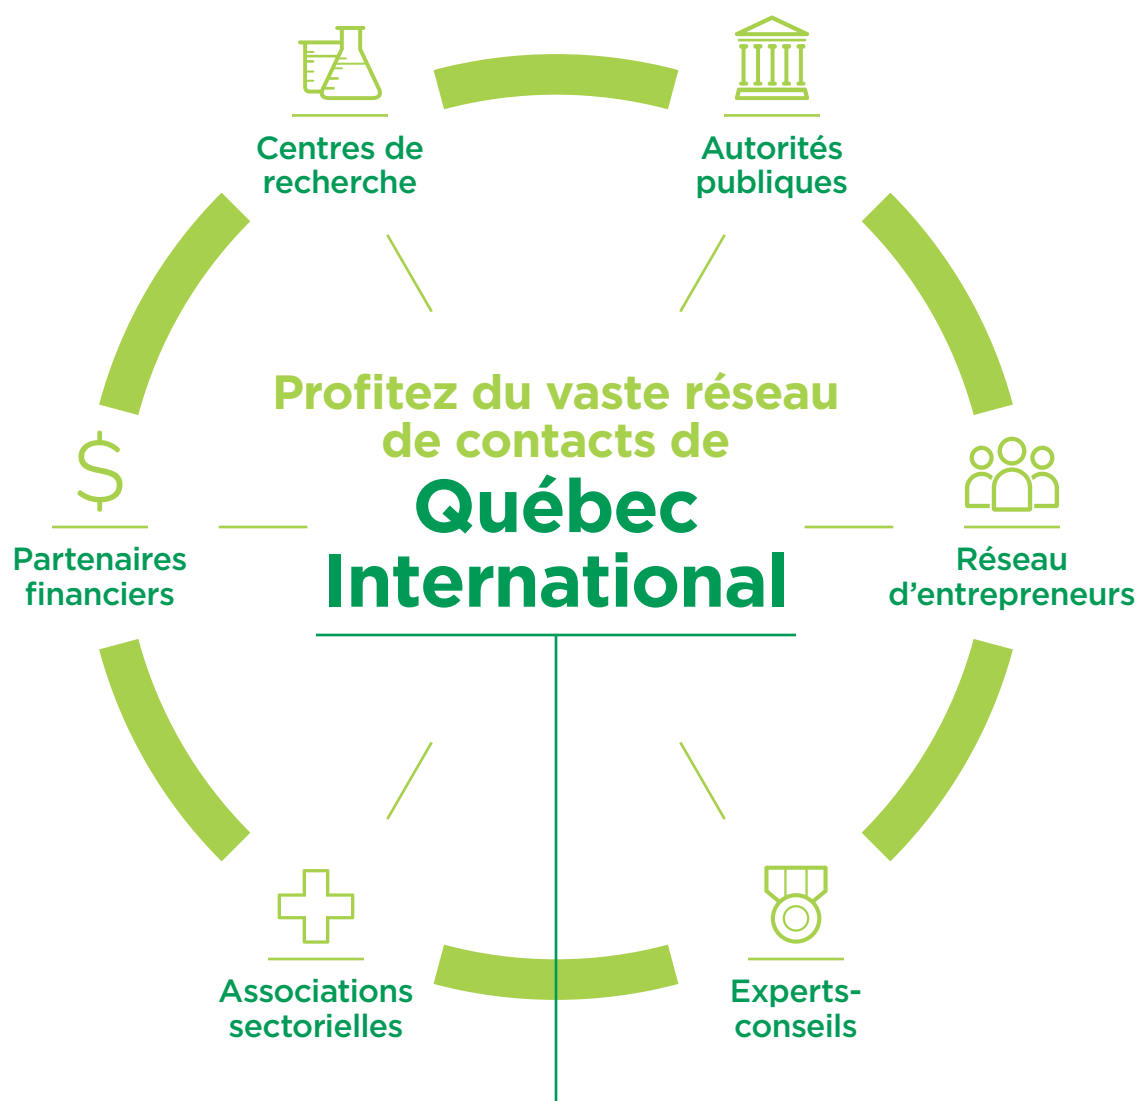 Centres de
recherche
Autorités
publiques
Profitez du vaste réseau
de contacts de
Québec
International
Partenaires
financiers
Réseau
d’entrepreneurs
Associations
sectorielles
Experts-
conseils